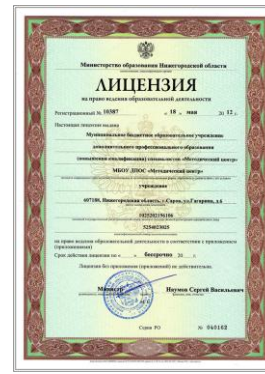 Министерство образования Нижегородской области
ЛИЦЕНЗИЯ
на право ведения образовательной деятельности
Регистрационный № 10387 « 18 » мая 20 12 г.
Настоящая лицензия выдана
Муниципальное бюджетное образовательное учреждение
дополнительного профессионального образования
(повышения квалификации) специалистов «Методический центр»
МБОУ ДПОС «Методический центр»
учреждение
607188, Нижегородская область, г.Саров, ул.Гагарина, д.6
5254023025
на право ведения образовательной деятельности в соответствии с приложением
(приложениями)
Срок действия лицензии по « » бессрочно 20
Лицензия без приложения (приложений) не действительна.
Министр Наумов Сергей Васильевич
Серия РО № 040102